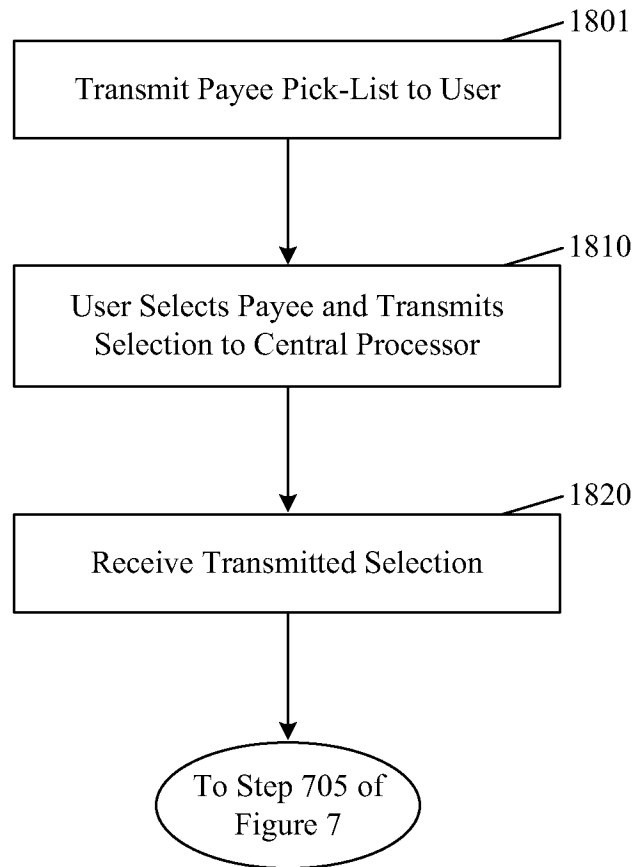 1801
Transmit Payee Pick-List to User
1810
User Selects Payee and Transmits
Selection to Central Processor
1820
Receive Transmitted Selection
To Step 705 of
Figure 7